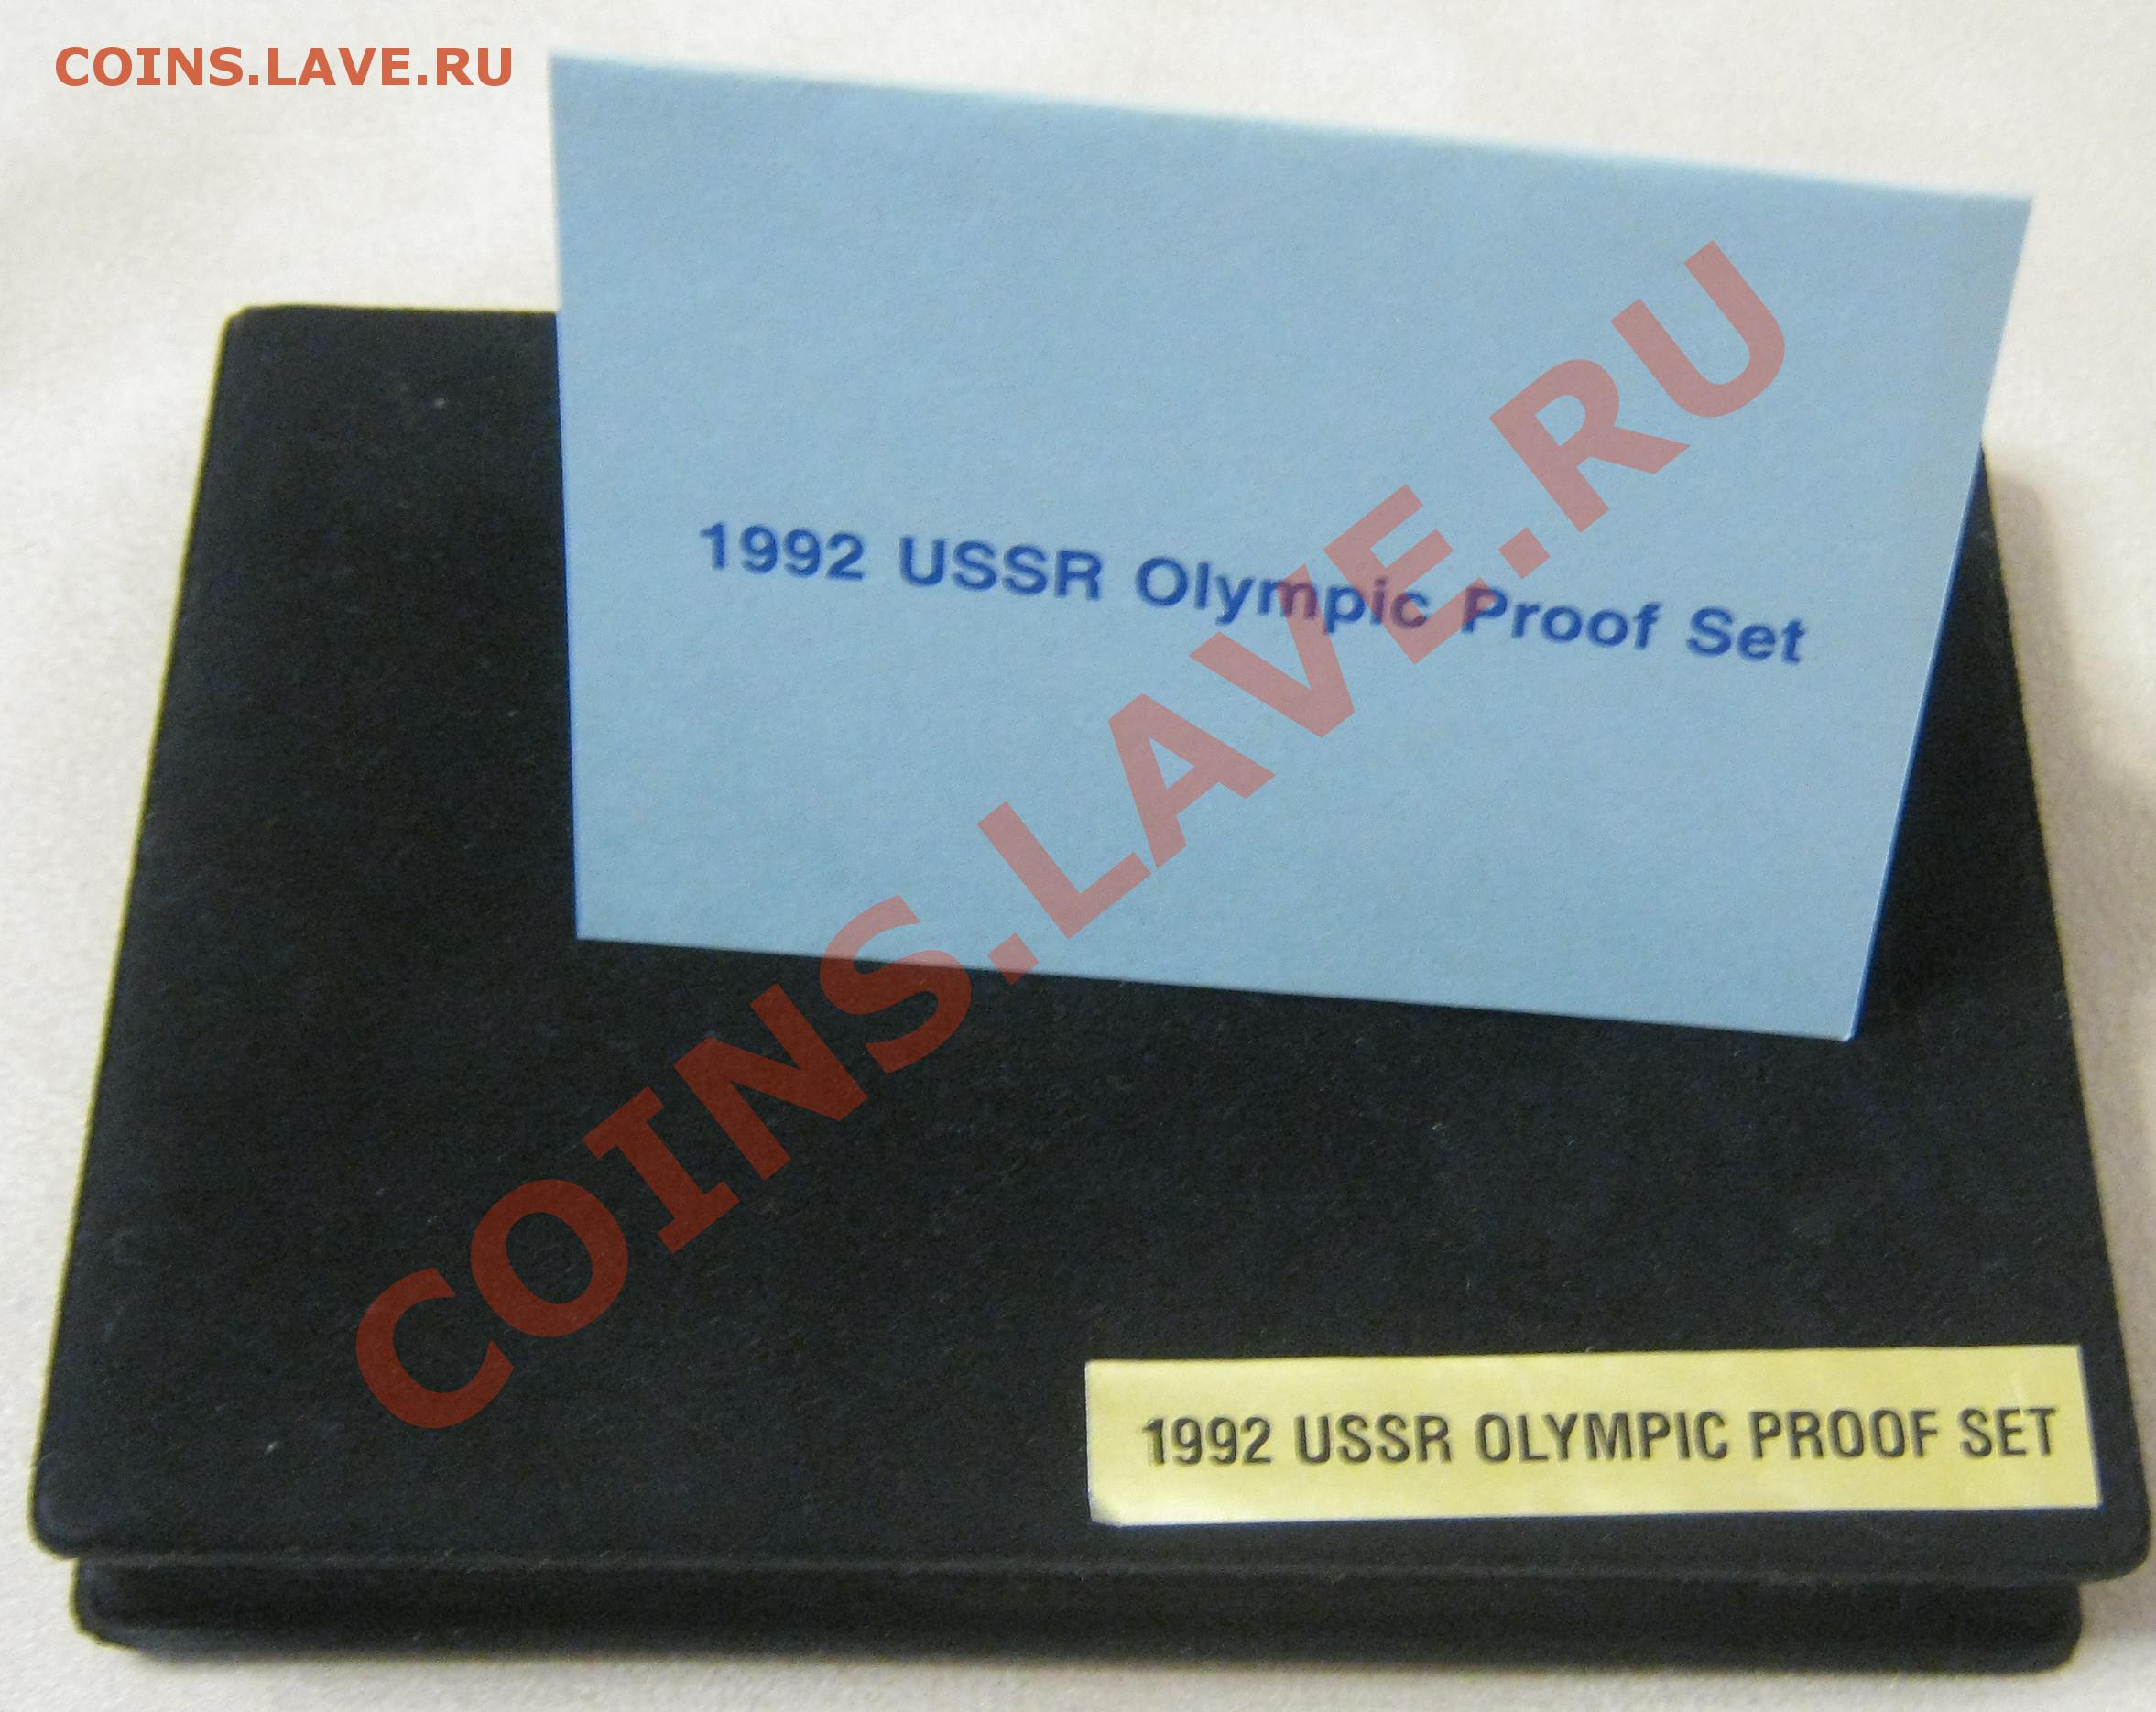 COINS.LAVE.RU
1992 USSR Olympic Proof Set
COINS.LAVE.RU
1992 USSR OLYMPIC PROOF SET